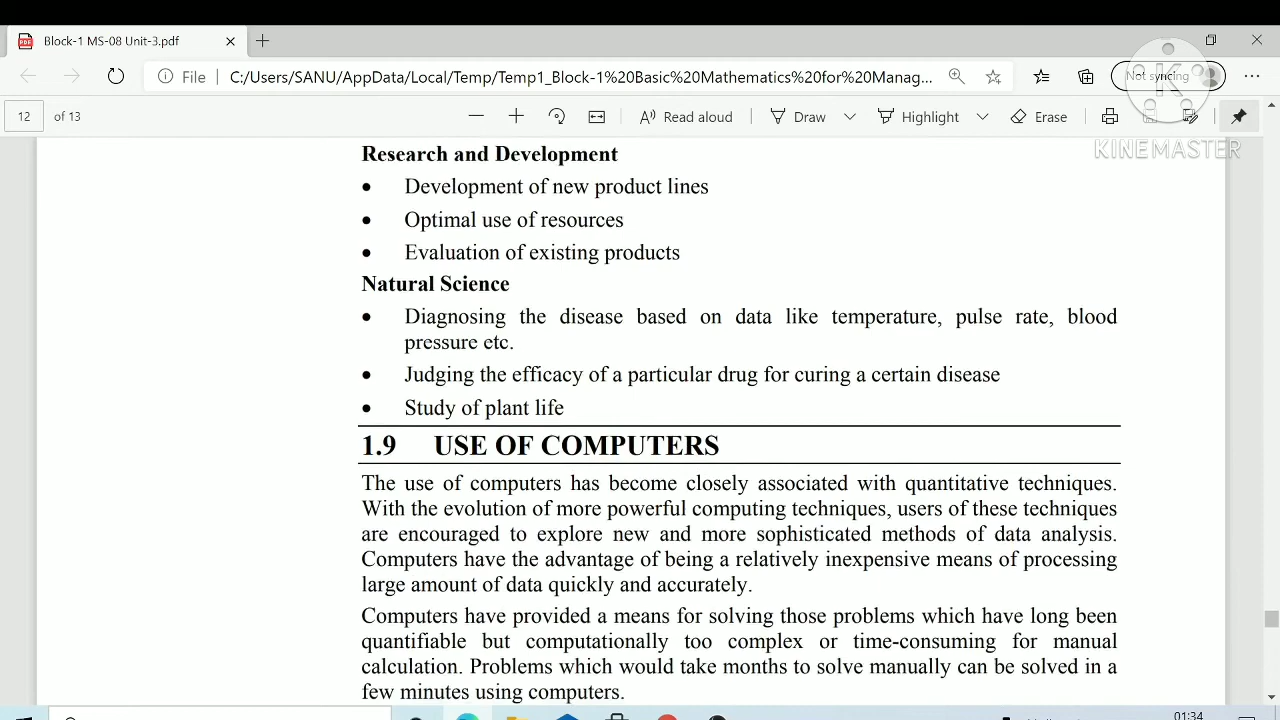 Block-1 MS-08 Unit-3.pdf
File
C:/Users/SANU/AppData/Local/Temp/Temp1_Block-1%20Basic%20Mathematics%20for%20Manag...
Not syncing
12 of 13
Read aloud
Draw
Highlight
Erase
KINEMASTER
Research and Development
• Development of new product lines
• Optimal use of resources
• Evaluation of existing products
Natural Science
• Diagnosing the disease based on data like temperature, pulse rate, blood
pressure etc.
• Judging the efficacy of a particular drug for curing a certain disease
• Study of plant life
1.9 USE OF COMPUTERS
The use of computers has become closely associated with quantitative techniques.
With the evolution of more powerful computing techniques, users of these techniques
are encouraged to explore new and more sophisticated methods of data analysis.
Computers have the advantage of being a relatively inexpensive means of processing
large amount of data quickly and accurately.
Computers have provided a means for solving those problems which have long been
quantifiable but computationally too complex or time-consuming for manual
calculation. Problems which would take months to solve manually can be solved in a
few minutes using computers.
01:34